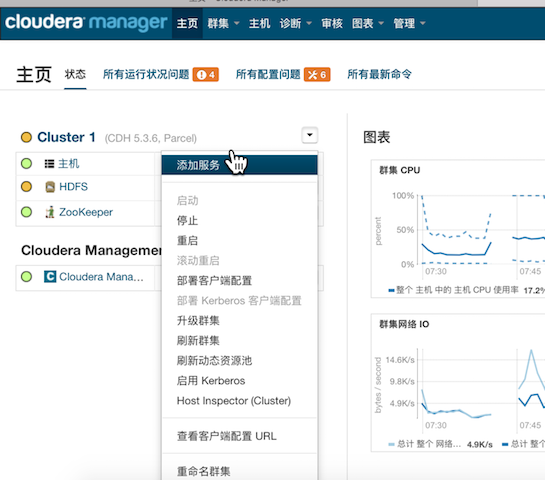 cloudera manager 主页 群集 主机 诊断 审核 图表 管理
主页 状态 所有运行状况问题 4 所有配置问题 6 所有最新命令
Cluster 1 (CDH 5.3.6, Parcel)
主机
HDFS
ZooKeeper
Cloudera Managemen
Cloudera Mana...
添加服务
启动
停止
重启
滚动重启
部署客户端配置
部署 Kerberos 客户端配置
升级群集
刷新群集
刷新动态资源池
启用 Kerberos
Host Inspector (Cluster)
查看客户端配置 URL
重命名群集
图表
群集 CPU
percent
100%
50%
0%
07:30 07:45
整个 主机 中的 主机 CPU 使用率 17.2%
群集网络 IO
bytes / second
14.6K/s
9.8K/s
4.9K/s
07:30 07:45
总计 整个 网络... 4.9K/s 总计 整个